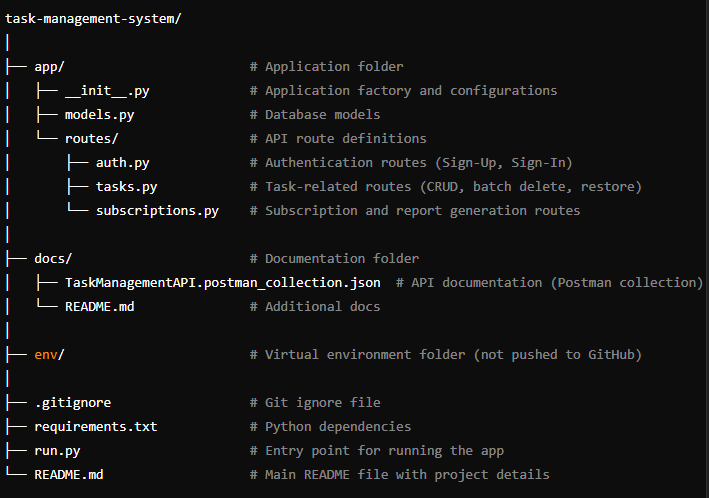 task-management-system/
│
├── app/                        # Application folder
│   ├── __init__.py             # Application factory and configurations
│   ├── models.py               # Database models
│   └── routes/                 # API route definitions
│       ├── auth.py             # Authentication routes (Sign-Up, Sign-In)
│       ├── tasks.py            # Task-related routes (CRUD, batch delete, restore)
│       └── subscriptions.py    # Subscription and report generation routes
│
├── docs/                       # Documentation folder
│   ├── TaskManagementAPI.postman_collection.json  # API documentation (Postman collection)
│   └── README.md               # Additional docs
│
├── env/                        # Virtual environment folder (not pushed to GitHub)
│
├── .gitignore                  # Git ignore file
├── requirements.txt            # Python dependencies
├── run.py                      # Entry point for running the app
└── README.md                   # Main README file with project details